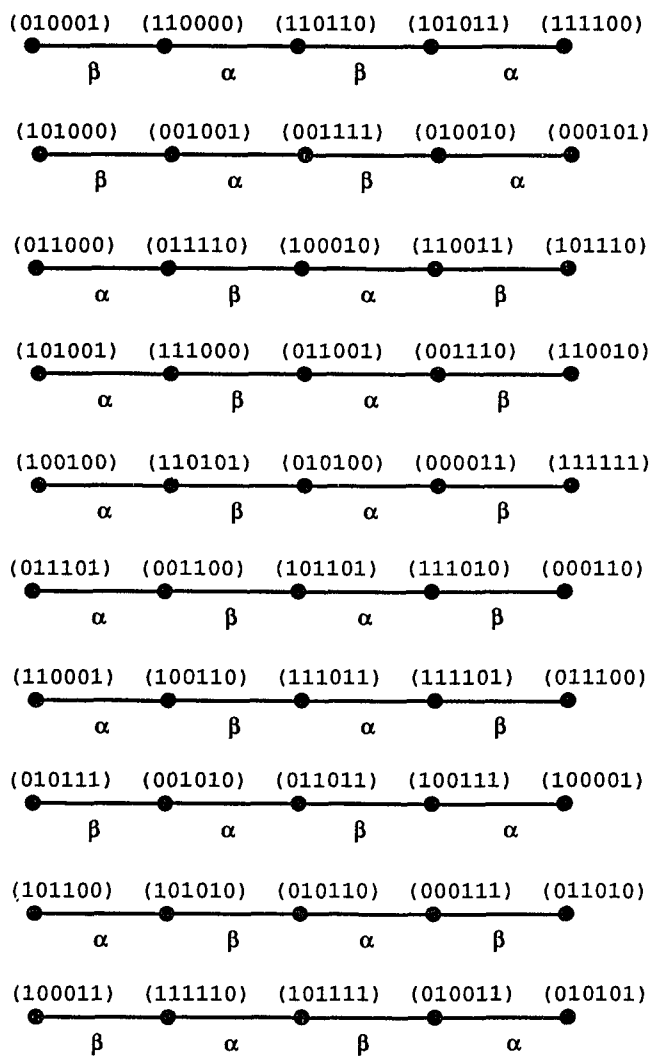 (010001) (110000) (110110) (101011) (111100)
β α β α
(101000) (001001) (001111) (010010) (000101)
β α β α
(011000) (011110) (100010) (110011) (101110)
α β α β
(101001) (111000) (011001) (001110) (110010)
α β α β
(100100) (110101) (010100) (000011) (111111)
α β α β
(011101) (001100) (101101) (111010) (000110)
α β α β
(110001) (100110) (111011) (111101) (011100)
α β α β
(010111) (001010) (011011) (100111) (100001)
β α β α
(101100) (101010) (010110) (000111) (011010)
α β α β
(100011) (111110) (101111) (010011) (010101)
β α β α